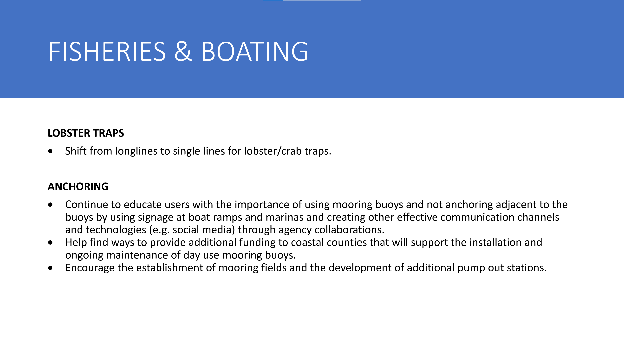 FISHERIES & BOATING
LOBSTER TRAPS
• Shift from longlines to single lines for lobster/crab traps.
ANCHORING
• Continue to educate users with the importance of using mooring buoys and not anchoring adjacent to the
buoys by using signage at boat ramps and marinas and creating other effective communication channels
and technologies (e.g. social media) through agency collaborations.
• Help find ways to provide additional funding to coastal counties that will support the installation and
ongoing maintenance of day use mooring buoys.
• Encourage the establishment of mooring fields and the development of additional pump out stations.